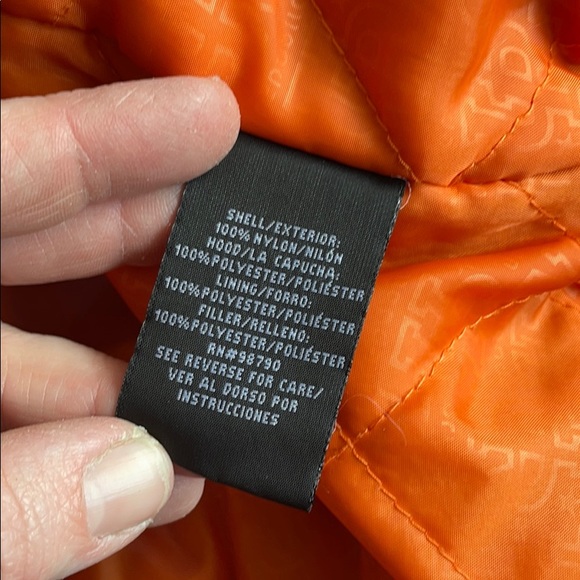 SHELL/EXTERIOR:
100% NYLON/NILÓN
HOOD/LA CAPUCHA:
100%POLYESTER/POLIÉSTER
LINING/FORRO:
100%POLYESTER/POLIÉSTER
FILLER/RELLENO:
100%POLYESTER/POLIÉSTER
RN#98790
SEE REVERSE FOR CARE/
VER AL DORSO POR
INSTRUCCIONES